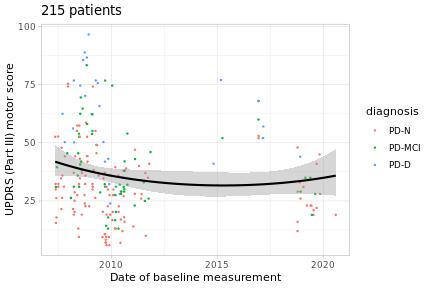 215 patients
UPDRS (Part III) motor score
100
75
50
25
2010
2015
2020
Date of baseline measurement
diagnosis
PD-N
PD-MCI
PD-D